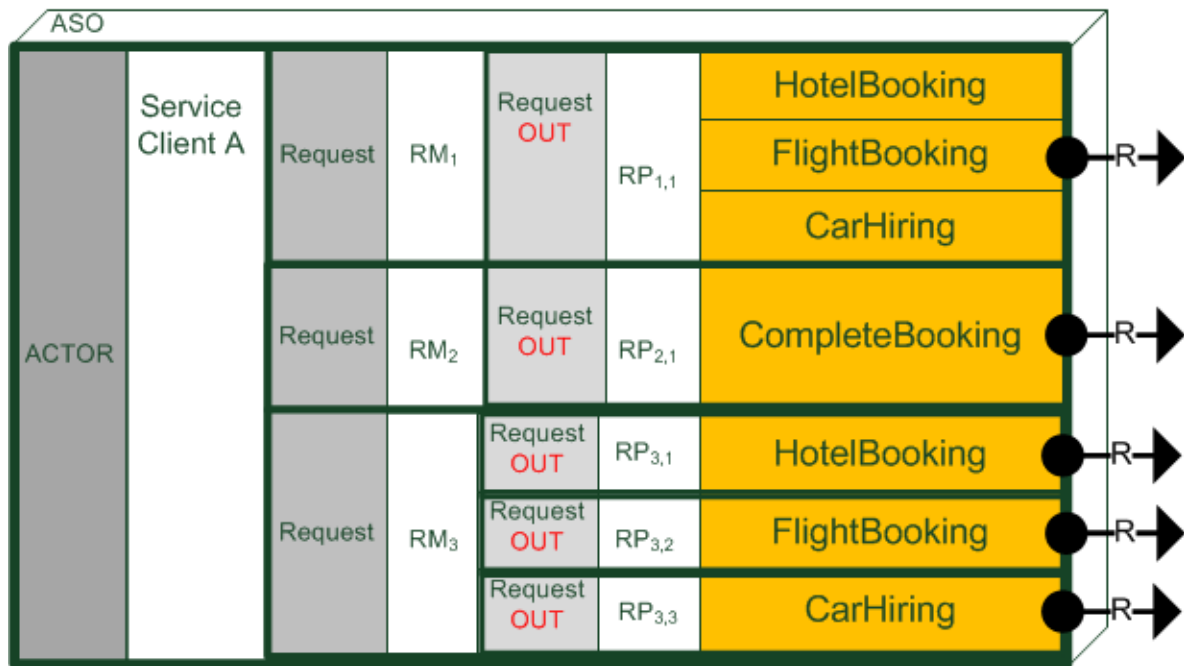 ASO
ACTOR
Service
Client A
Request
RM₁
Request
OUT
RP₁,₁
HotelBooking
FlightBooking
R
CarHiring
Request
RM₂
Request
OUT
RP₂,₁
CompleteBooking
R
Request
RM₃
Request
OUT
RP₃,₁
HotelBooking
R
Request
OUT
RP₃,₂
FlightBooking
R
Request
OUT
RP₃,₃
CarHiring
R